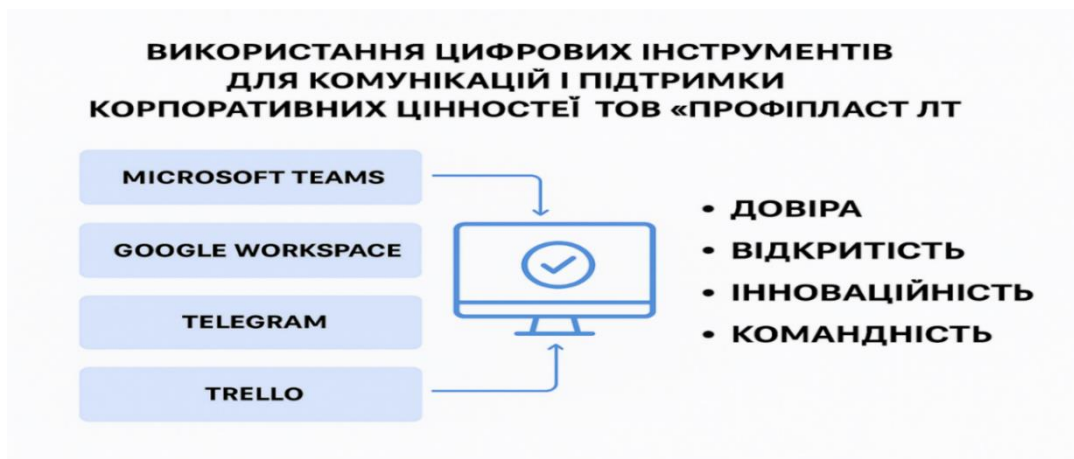 ВИКОРИСТАННЯ ЦИФРОВИХ ІНСТРУМЕНТІВ
ДЛЯ КОМУНІКАЦІЙ І ПІДТРИМКИ
КОРПОРАТИВНИХ ЦІННОСТЕЇ ТОВ «ПРОФІПЛАСТ ЛТ
MICROSOFT TEAMS
GOOGLE WORKSPACE
TELEGRAM
TRELLO
• ДОВІРА
• ВІДКРИТІСТЬ
• ІННОВАЦІЙНІСТЬ
• КОМАНДНІСТЬ